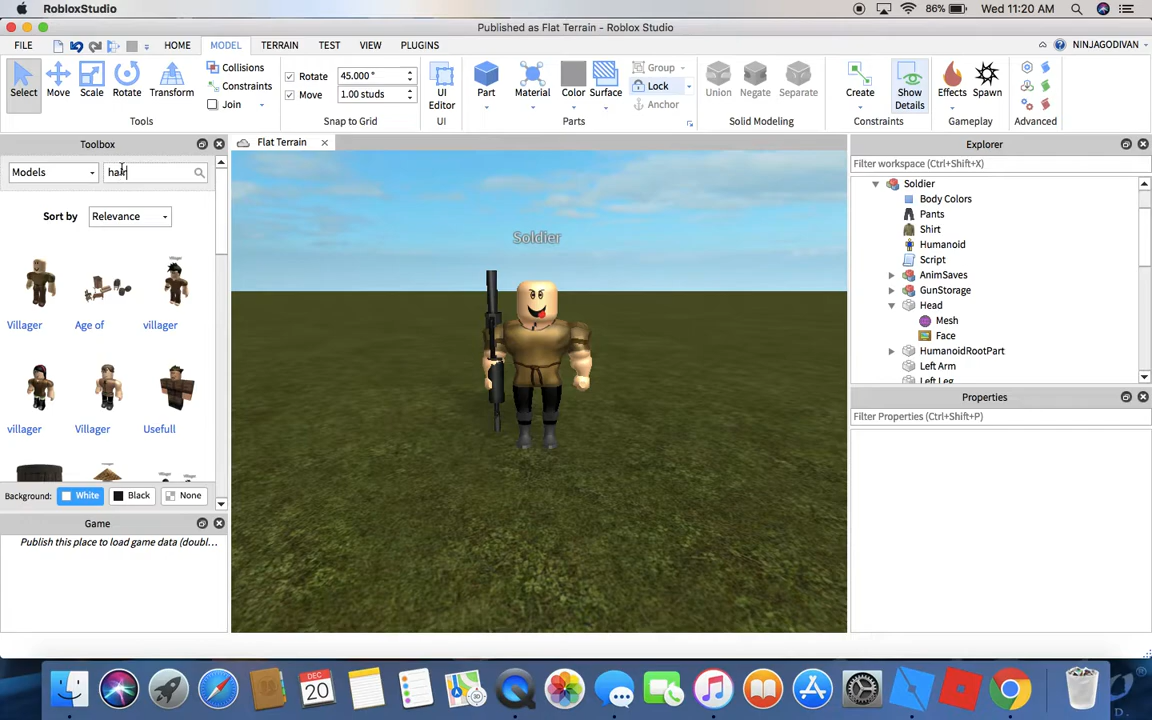 RobloxStudio
86%
Wed 11:20 AM
Published as Flat Terrain - Roblox Studio
FILE HOME MODEL TERRAIN TEST VIEW PLUGINS
NINJAGODIVAN
Select Move Scale Rotate Transform
Collisions
Constraints
Join
Tools
Rotate 45.000 °
Move 1.00 studs
Snap to Grid
UI
Editor
UI
Part Material Color Surface
Group
Lock
Anchor
Parts
Union Negate Separate
Solid Modeling
Create
Show
Details
Constraints
Effects Spawn
Gameplay
Advanced
Toolbox
Models
hair
Sort by Relevance
Villager
Age of
villager
villager
Villager
Usefull
Background: White Black None
Game
Publish this place to load game data (doubl...
Flat Terrain
Soldier
Explorer
Filter workspace (Ctrl+Shift+X)
Soldier
Body Colors
Pants
Shirt
Humanoid
Script
AnimSaves
GunStorage
Head
Mesh
Face
HumanoidRootPart
Left Arm
Left Leg
Properties
Filter Properties (Ctrl+Shift+P)
DEC
20